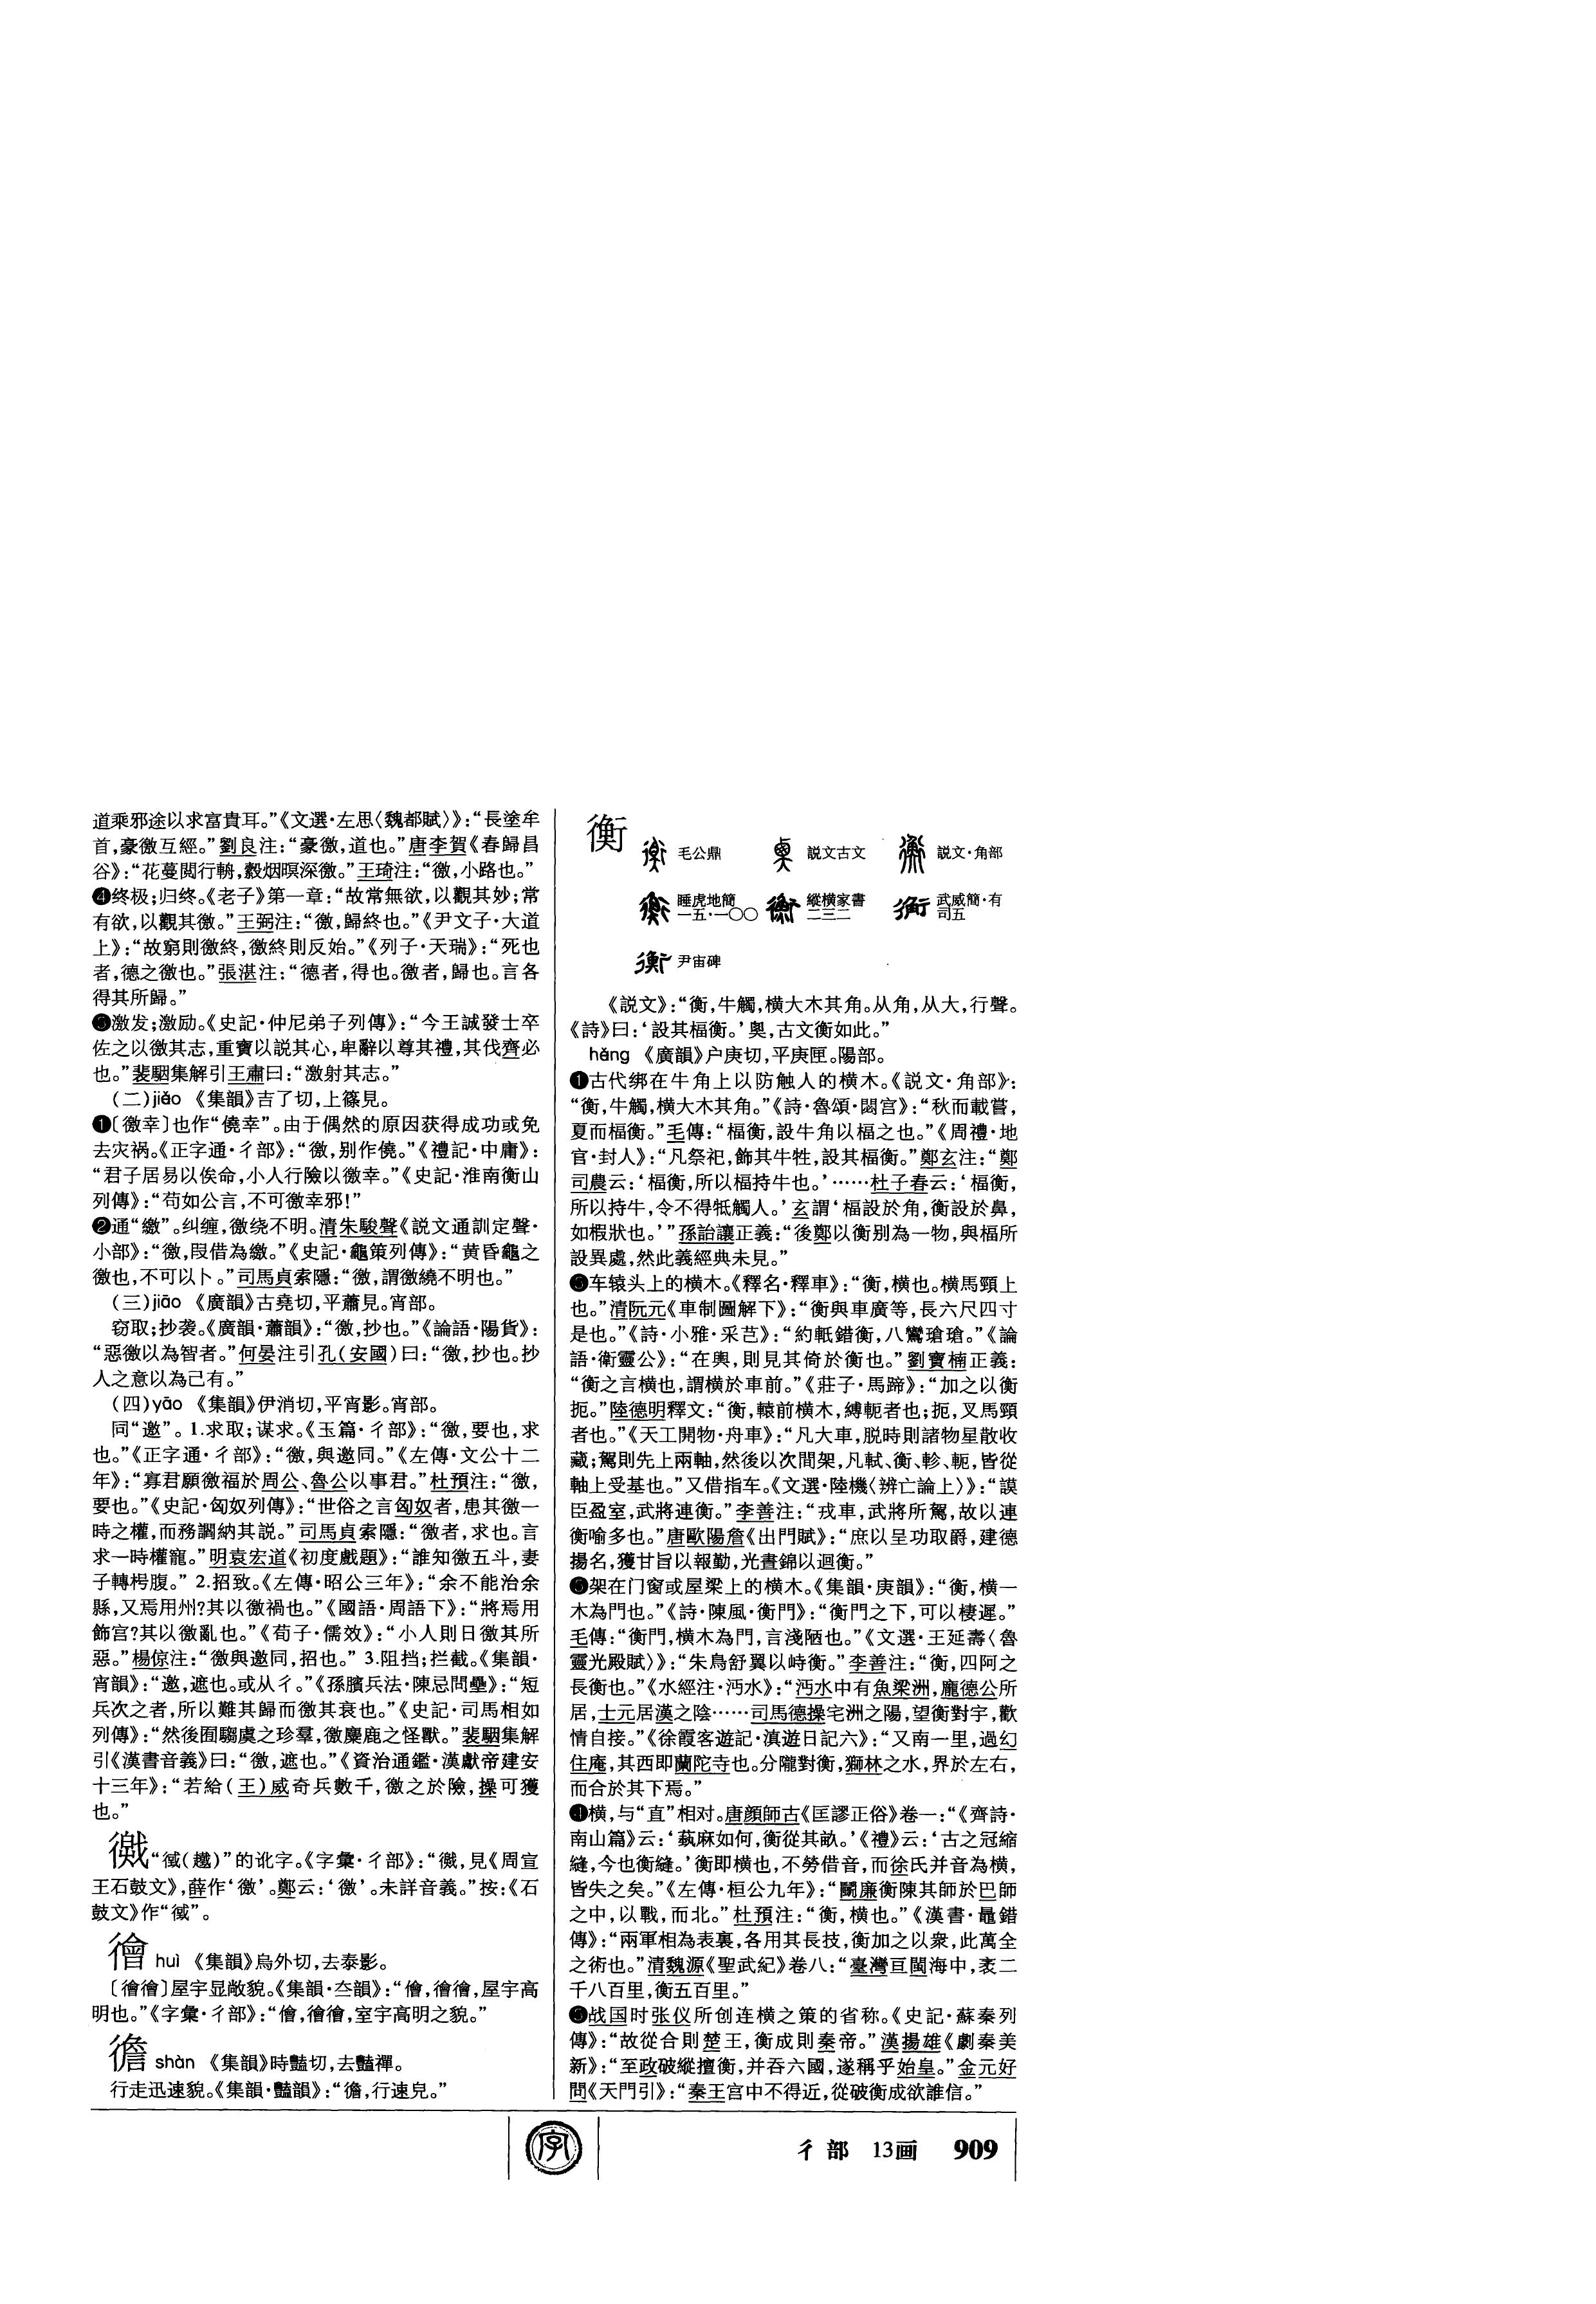 道乘邪途以求富貴耳。”《文選·左思〈魏都賦〉》：“長塗牟
首，豪徼互經。”劉良注：“豪徼，道也。”唐李賀《春歸昌
谷》：“花蔓閡行輈，縠烟暝深徼。”王琦注：“徼，小路也。”
❹终极；归终。《老子》第一章：“故常無欲，以觀其妙；常
有欲，以觀其徼。”王弼注：“徼，歸終也。”《尹文子·大道
上》：“故窮則徼終，徼終則反始。”《列子·天瑞》：“死也
者，德之徼也。”張湛注：“德者，得也。徼者，歸也。言各
得其所歸。”
❺激发；激励。《史記·仲尼弟子列傳》：“今王誠發士卒
佐之以徼其志，重寶以説其心，卑辭以尊其禮，其伐齊必
也。”裴駰集解引王肅曰：“激射其志。”
（二）jiǎo 《集韻》吉了切，上篠見。
❶〔徼幸〕也作“僥幸”。由于偶然的原因获得成功或免
去灾祸。《正字通·彳部》：“徼，别作僥。”《禮記·中庸》：
“君子居易以俟命，小人行險以徼幸。”《史記·淮南衡山
列傳》：“苟如公言，不可徼幸邪！”
❷通“繳”。纠缠，徼绕不明。清朱駿聲《説文通訓定聲·
小部》：“徼，叚借為繳。”《史記·龜策列傳》：“黄昏龜之
徼也，不可以卜。”司馬貞索隱：“徼，謂徼繞不明也。”
（三）jiāo 《廣韻》古堯切，平蕭見。宵部。
窃取；抄袭。《廣韻·蕭韻》：“徼，抄也。”《論語·陽貨》：
“惡徼以為智者。”何晏注引孔（安國）曰：“徼，抄也。抄
人之意以為己有。”
（四）yāo 《集韻》伊消切，平宵影。宵部。
同“邀”。1.求取；谋求。《玉篇·彳部》：“徼，要也，求
也。”《正字通·彳部》：“徼，與邀同。”《左傳·文公十二
年》：“寡君願徼福於周公、魯公以事君。”杜預注：“徼，
要也。”《史記·匈奴列傳》：“世俗之言匈奴者，患其徼一
時之權，而務讇納其説。”司馬貞索隱：“徼者，求也。言
求一時權寵。”明袁宏道《初度戲題》：“誰知徼五斗，妻
子轉枵腹。” 2.招致。《左傳·昭公三年》：“余不能治余
縣，又焉用州？其以徼禍也。”《國語·周語下》：“將焉用
飾宫？其以徼亂也。”《荀子·儒效》：“小人則日徼其所
惡。”楊倞注：“徼與邀同，招也。” 3.阻挡；拦截。《集韻·
宵韻》：“邀，遮也。或从彳。”《孫臏兵法·陳忌問壘》：“短
兵次之者，所以難其歸而徼其衰也。”《史記·司馬相如
列傳》：“然後囿騶虞之珍羣，徼麋鹿之怪獸。”裴駰集解
引《漢書音義》曰：“徼，遮也。”《資治通鑑·漢獻帝建安
十三年》：“若給（王）威奇兵數千，徼之於險，操可獲
也。”
的讹字。《字彙·彳部》：見《周宣
王石鼓文》，薛作‘徼’。鄭云：‘徼’。未詳音義。”按：《石
鼓文》作
㣛 huì 《集韻》烏外切，去泰影。
〔㣛㣛〕屋宇显敞貌。《集韻·夳韻》：“㣛，㣛㣛，屋宇高
明也。”《字彙·彳部》：“㣛，㣛㣛，室宇高明之貌。”
shàn 《集韻》時豔切，去豔禪。
行走迅速貌。《集韻·豔韻》：行速皃。”
衡
毛公鼎 説文古文 説文·角部
睡虎地簡一五·一〇〇 縱横家書二三二 武威簡·有司五
尹宙碑
《説文》：“衡，牛觸，横大木其角。从角，从大，行聲。
《詩》曰：‘設其楅衡。’奥，古文衡如此。”
háng 《廣韻》户庚切，平庚匣。陽部。
❶古代绑在牛角上以防触人的横木。《説文·角部》：
“衡，牛觸，横大木其角。”《詩·魯頌·閟宫》：“秋而載嘗，
夏而楅衡。”毛傳：“楅衡，設牛角以楅之也。”《周禮·地
官·封人》：“凡祭祀，飾其牛牲，設其楅衡。”鄭玄注：“鄭
司農云：‘楅衡，所以楅持牛也。’……杜子春云：‘楅衡，
所以持牛，令不得牴觸人。’玄謂‘楅設於角，衡設於鼻，
如椵狀也。’”孫詒讓正義：“後鄭以衡别為一物，與楅所
設異處，然此義經典未見。”
❷车辕头上的横木。《釋名·釋車》：“衡，横也。横馬頸上
也。”清阮元《車制圖解下》：“衡與車廣等，長六尺四寸
是也。”《詩·小雅·采芑》：“約軧錯衡，八鸞瑲瑲。”《論
語·衛靈公》：“在輿，則見其倚於衡也。”劉寶楠正義：
“衡之言横也，謂横於車前。”《莊子·馬蹄》：“加之以衡
扼。”陸德明釋文：“衡，轅前横木，縛軛者也；扼，叉馬頸
者也。”《天工開物·舟車》：“凡大車，脱時則諸物星散收
藏；駕則先上兩軸，然後以次間架，凡軾、衡、軫、軛，皆從
軸上受基也。”又借指车。《文選·陸機〈辨亡論上〉》：“謨
臣盈室，武將連衡。”李善注：“戎車，武將所駕，故以連
衡喻多也。”唐歐陽詹《出門賦》：“庶以呈功取爵，建德
揚名，獲甘旨以報勤，光晝錦以迴衡。”
❸架在门窗或屋梁上的横木。《集韻·庚韻》：“衡，横一
木為門也。”《詩·陳風·衡門》：“衡門之下，可以棲遲。”
毛傳：“衡門，横木為門，言淺陋也。”《文選·王延壽〈魯
靈光殿賦〉》：“朱鳥舒翼以峙衡。”李善注：“衡，四阿之
長衡也。”《水經注·沔水》：“沔水中有魚梁洲，龐德公所
居，士元居漢之陰……司馬德操宅洲之陽，望衡對宇，歡
情自接。”《徐霞客遊記·滇遊日記六》：“又南一里，過幻
住庵，其西即蘭陀寺也。分隴對衡，獅林之水，界於左右，
而合於其下焉。”
❹横，与“直”相对。唐顔師古《匡謬正俗》卷一：“《齊詩·
南山篇》云：‘蓺麻如何，衡從其畝。’《禮》云：‘古之冠縮
縫，今也衡縫。’衡即横也，不勞借音，而徐氏并音為横，
皆失之矣。”《左傳·桓公九年》：“鬭廉衡陳其師於巴師
之中，以戰，而北。”杜預注：“衡，横也。”《漢書·鼂錯
傳》：“兩軍相為表裏，各用其長技，衡加之以衆，此萬全
之術也。”清魏源《聖武紀》卷八：“臺灣亘閩海中，袤二
千八百里，衡五百里。”
❺战国时张仪所创连横之策的省称。《史記·蘇秦列
傳》：“故從合則楚王，衡成則秦帝。”漢揚雄《劇秦美
新》：“至政破縱擅衡，并吞六國，遂稱乎始皇。”金元好
問《天門引》：“秦王宫中不得近，從破衡成欲誰信。”
字
彳部 13画 909